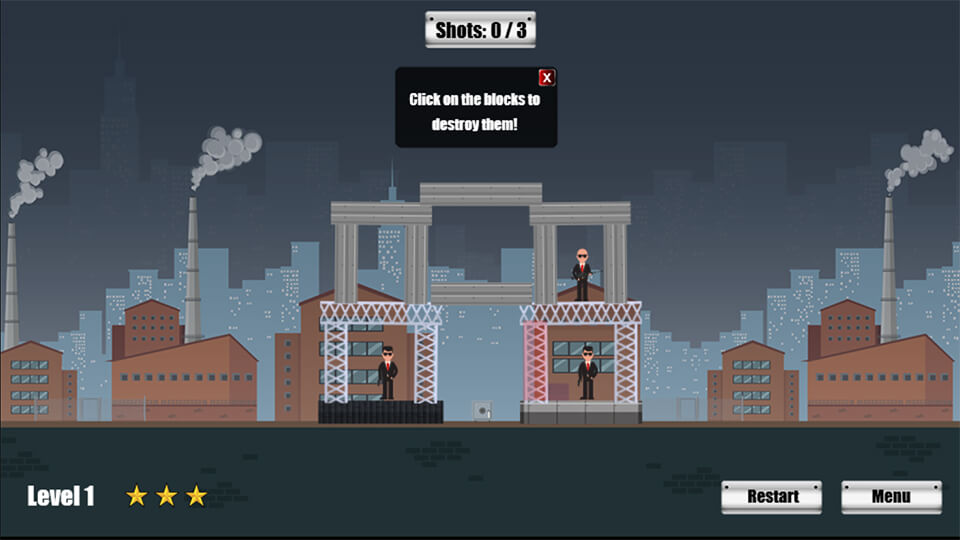 Shots: 0 / 3
X
Click on the blocks to
destroy them!
Level 1
Restart
Menu